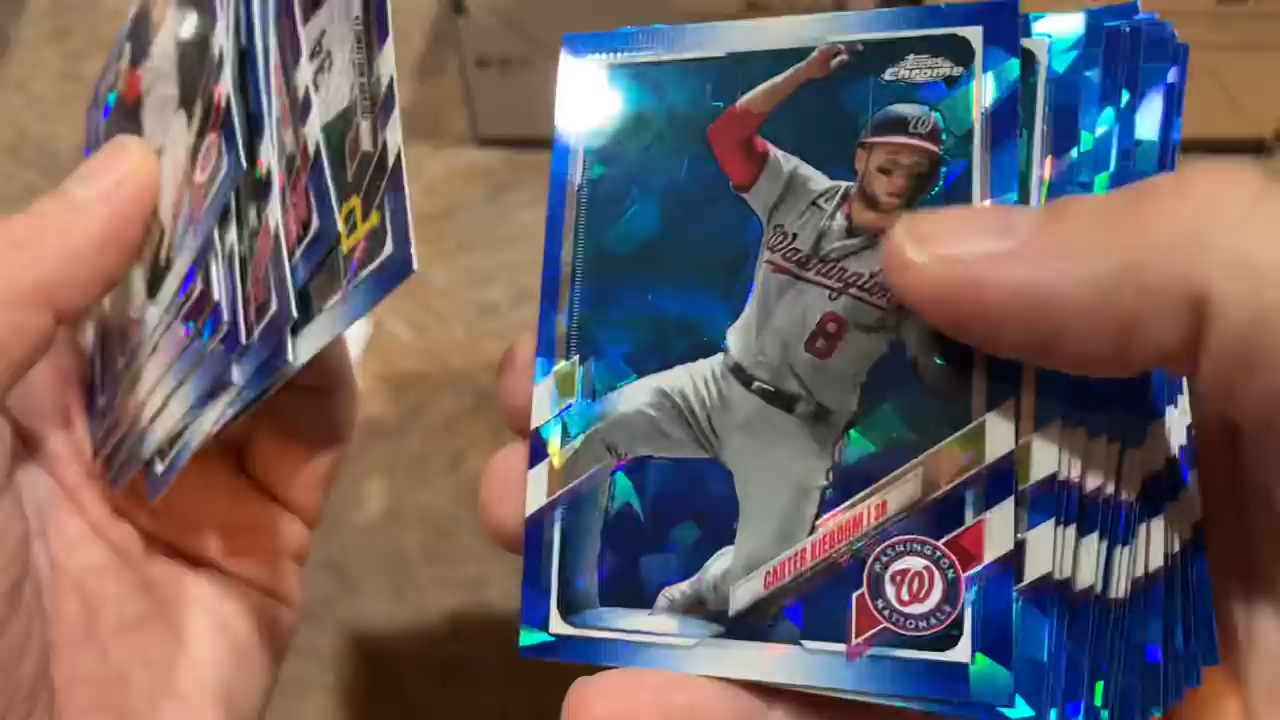 Topps
Chrome
W
Washington
8
CARTER KIEBOOM | 3B
WASHINGTON
W
NATIONALS
P